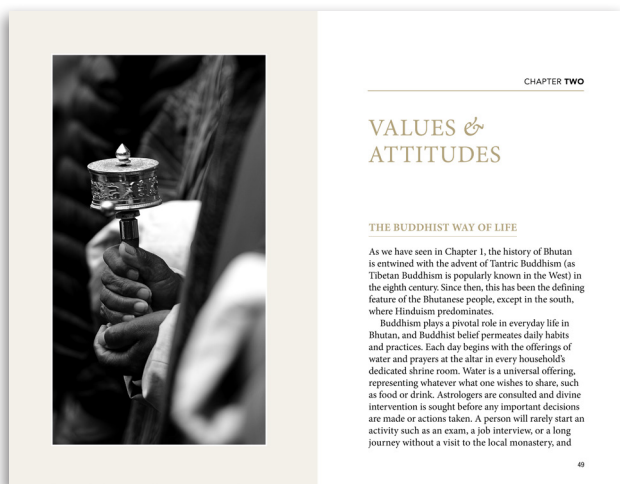 CHAPTER TWO
VALUES &
ATTITUDES
THE BUDDHIST WAY OF LIFE
As we have seen in Chapter 1, the history of Bhutan
is entwined with the advent of Tantric Buddhism (as
Tibetan Buddhism is popularly known in the West) in
the eighth century. Since then, this has been the defining
feature of the Bhutanese people, except in the south,
where Hinduism predominates.
Buddhism plays a pivotal role in everyday life in
Bhutan, and Buddhist belief permeates daily habits
and practices. Each day begins with the offerings of
water and prayers at the altar in every household's
dedicated shrine room. Water is a universal offering,
representing whatever what one wishes to share, such
as food or drink. Astrologers are consulted and divine
intervention is sought before any important decisions
are made or actions taken. A person will rarely start an
activity such as an exam, a job interview, or a long
journey without a visit to the local monastery, and
49